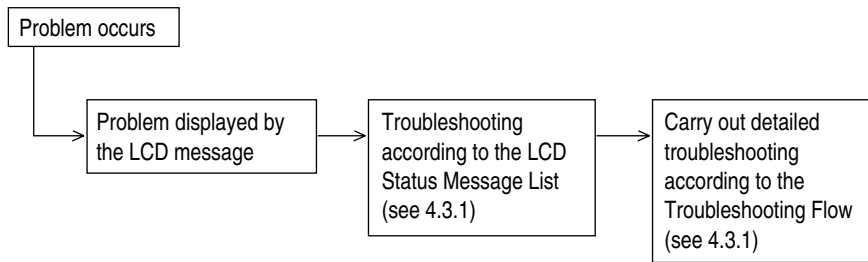 Problem occurs
Problem displayed by
the LCD message
Troubleshooting
according to the LCD
Status Message List
(see 4.3.1)
Carry out detailed
troubleshooting
according to the
Troubleshooting Flow
(see 4.3.1)